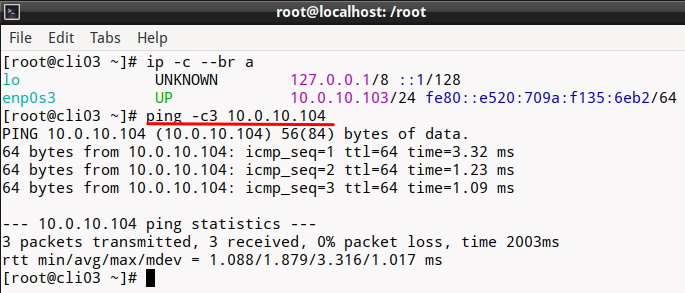 root@localhost: /root
File Edit Tabs Help
[root@cli03 ~]# ip -c --br a
lo UNKNOWN 127.0.0.1/8 ::1/128
enp0s3 UP 10.0.10.103/24 fe80::e520:709a:f135:6eb2/64
[root@cli03 ~]# ping -c3 10.0.10.104
PING 10.0.10.104 (10.0.10.104) 56(84) bytes of data.
64 bytes from 10.0.10.104: icmp_seq=1 ttl=64 time=3.32 ms
64 bytes from 10.0.10.104: icmp_seq=2 ttl=64 time=1.23 ms
64 bytes from 10.0.10.104: icmp_seq=3 ttl=64 time=1.09 ms
--- 10.0.10.104 ping statistics ---
3 packets transmitted, 3 received, 0% packet loss, time 2003ms
rtt min/avg/max/mdev = 1.088/1.879/3.316/1.017 ms
[root@cli03 ~]#